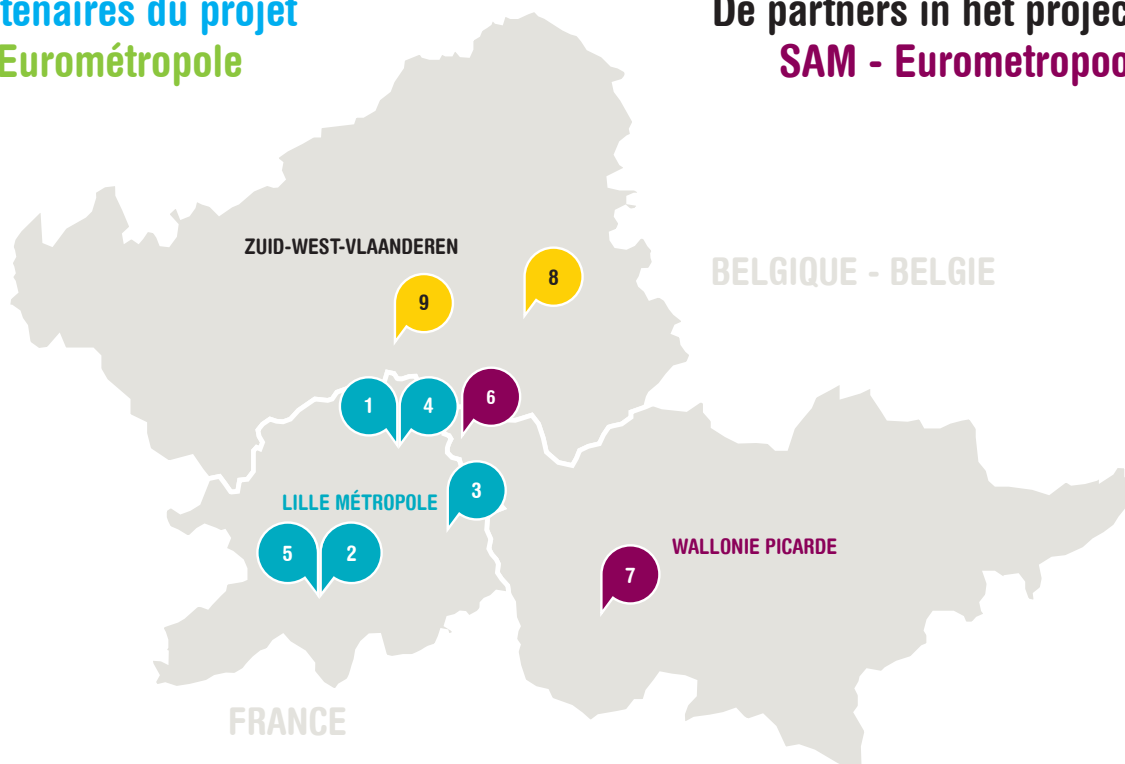 tenaires du projet
Eurométropole
De partners in het projec
SAM - Eurometropoo
ZUID-WEST-VLAANDEREN
BELGIQUE - BELGIE
8
9
1
4
6
3
LILLE MÉTROPOLE
5
2
WALLONIE PICARDE
7
FRANCE